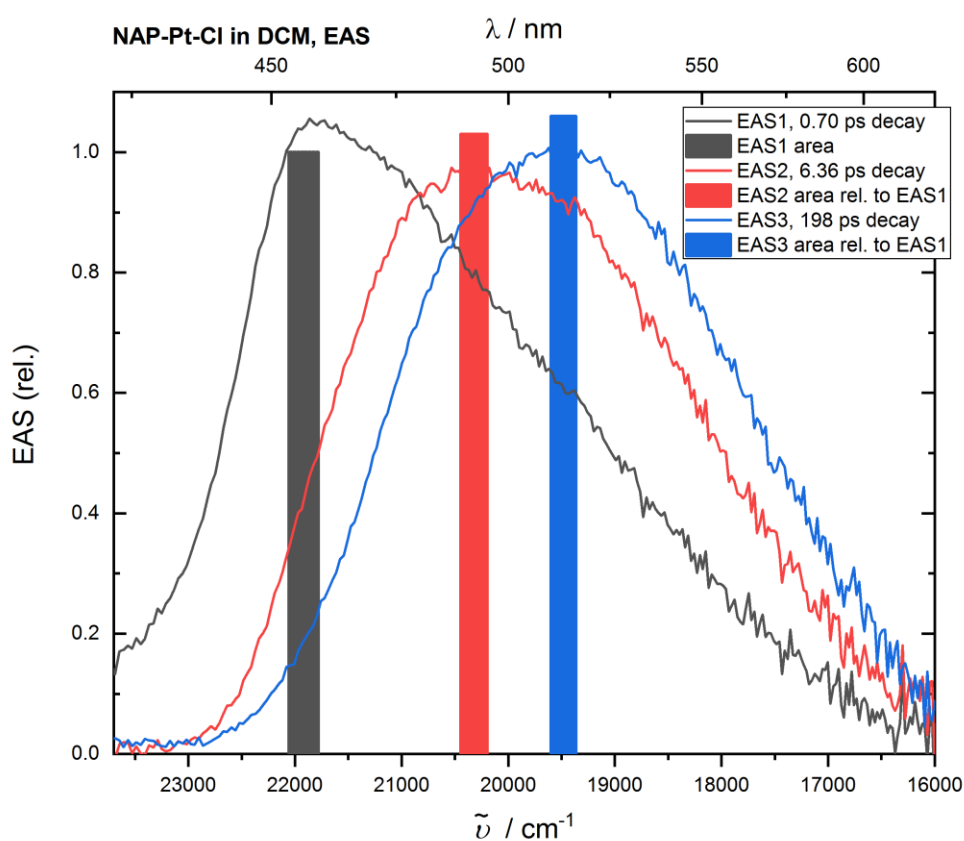 NAP-Pt-Cl in DCM, EAS
λ / nm
450 500 550 600
EAS1, 0.70 ps decay
EAS1 area
EAS2, 6.36 ps decay
EAS2 area rel. to EAS1
EAS3, 198 ps decay
EAS3 area rel. to EAS1
EAS (rel.)
1.0
0.8
0.6
0.4
0.2
0.0
23000 22000 21000 20000 19000 18000 17000 16000
ṽ / cm⁻¹